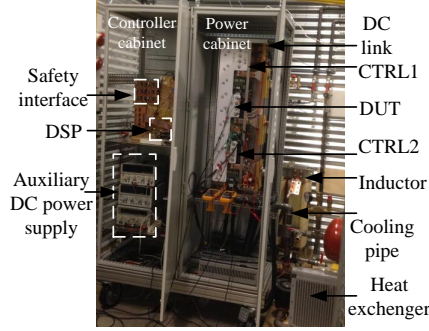 Controller
cabinet
Power
cabinet
DC
link
CTRL1
DUT
CTRL2
Inductor
Cooling
pipe
Heat
exchenger
Safety
interface
DSP
Auxiliary
DC power
supply